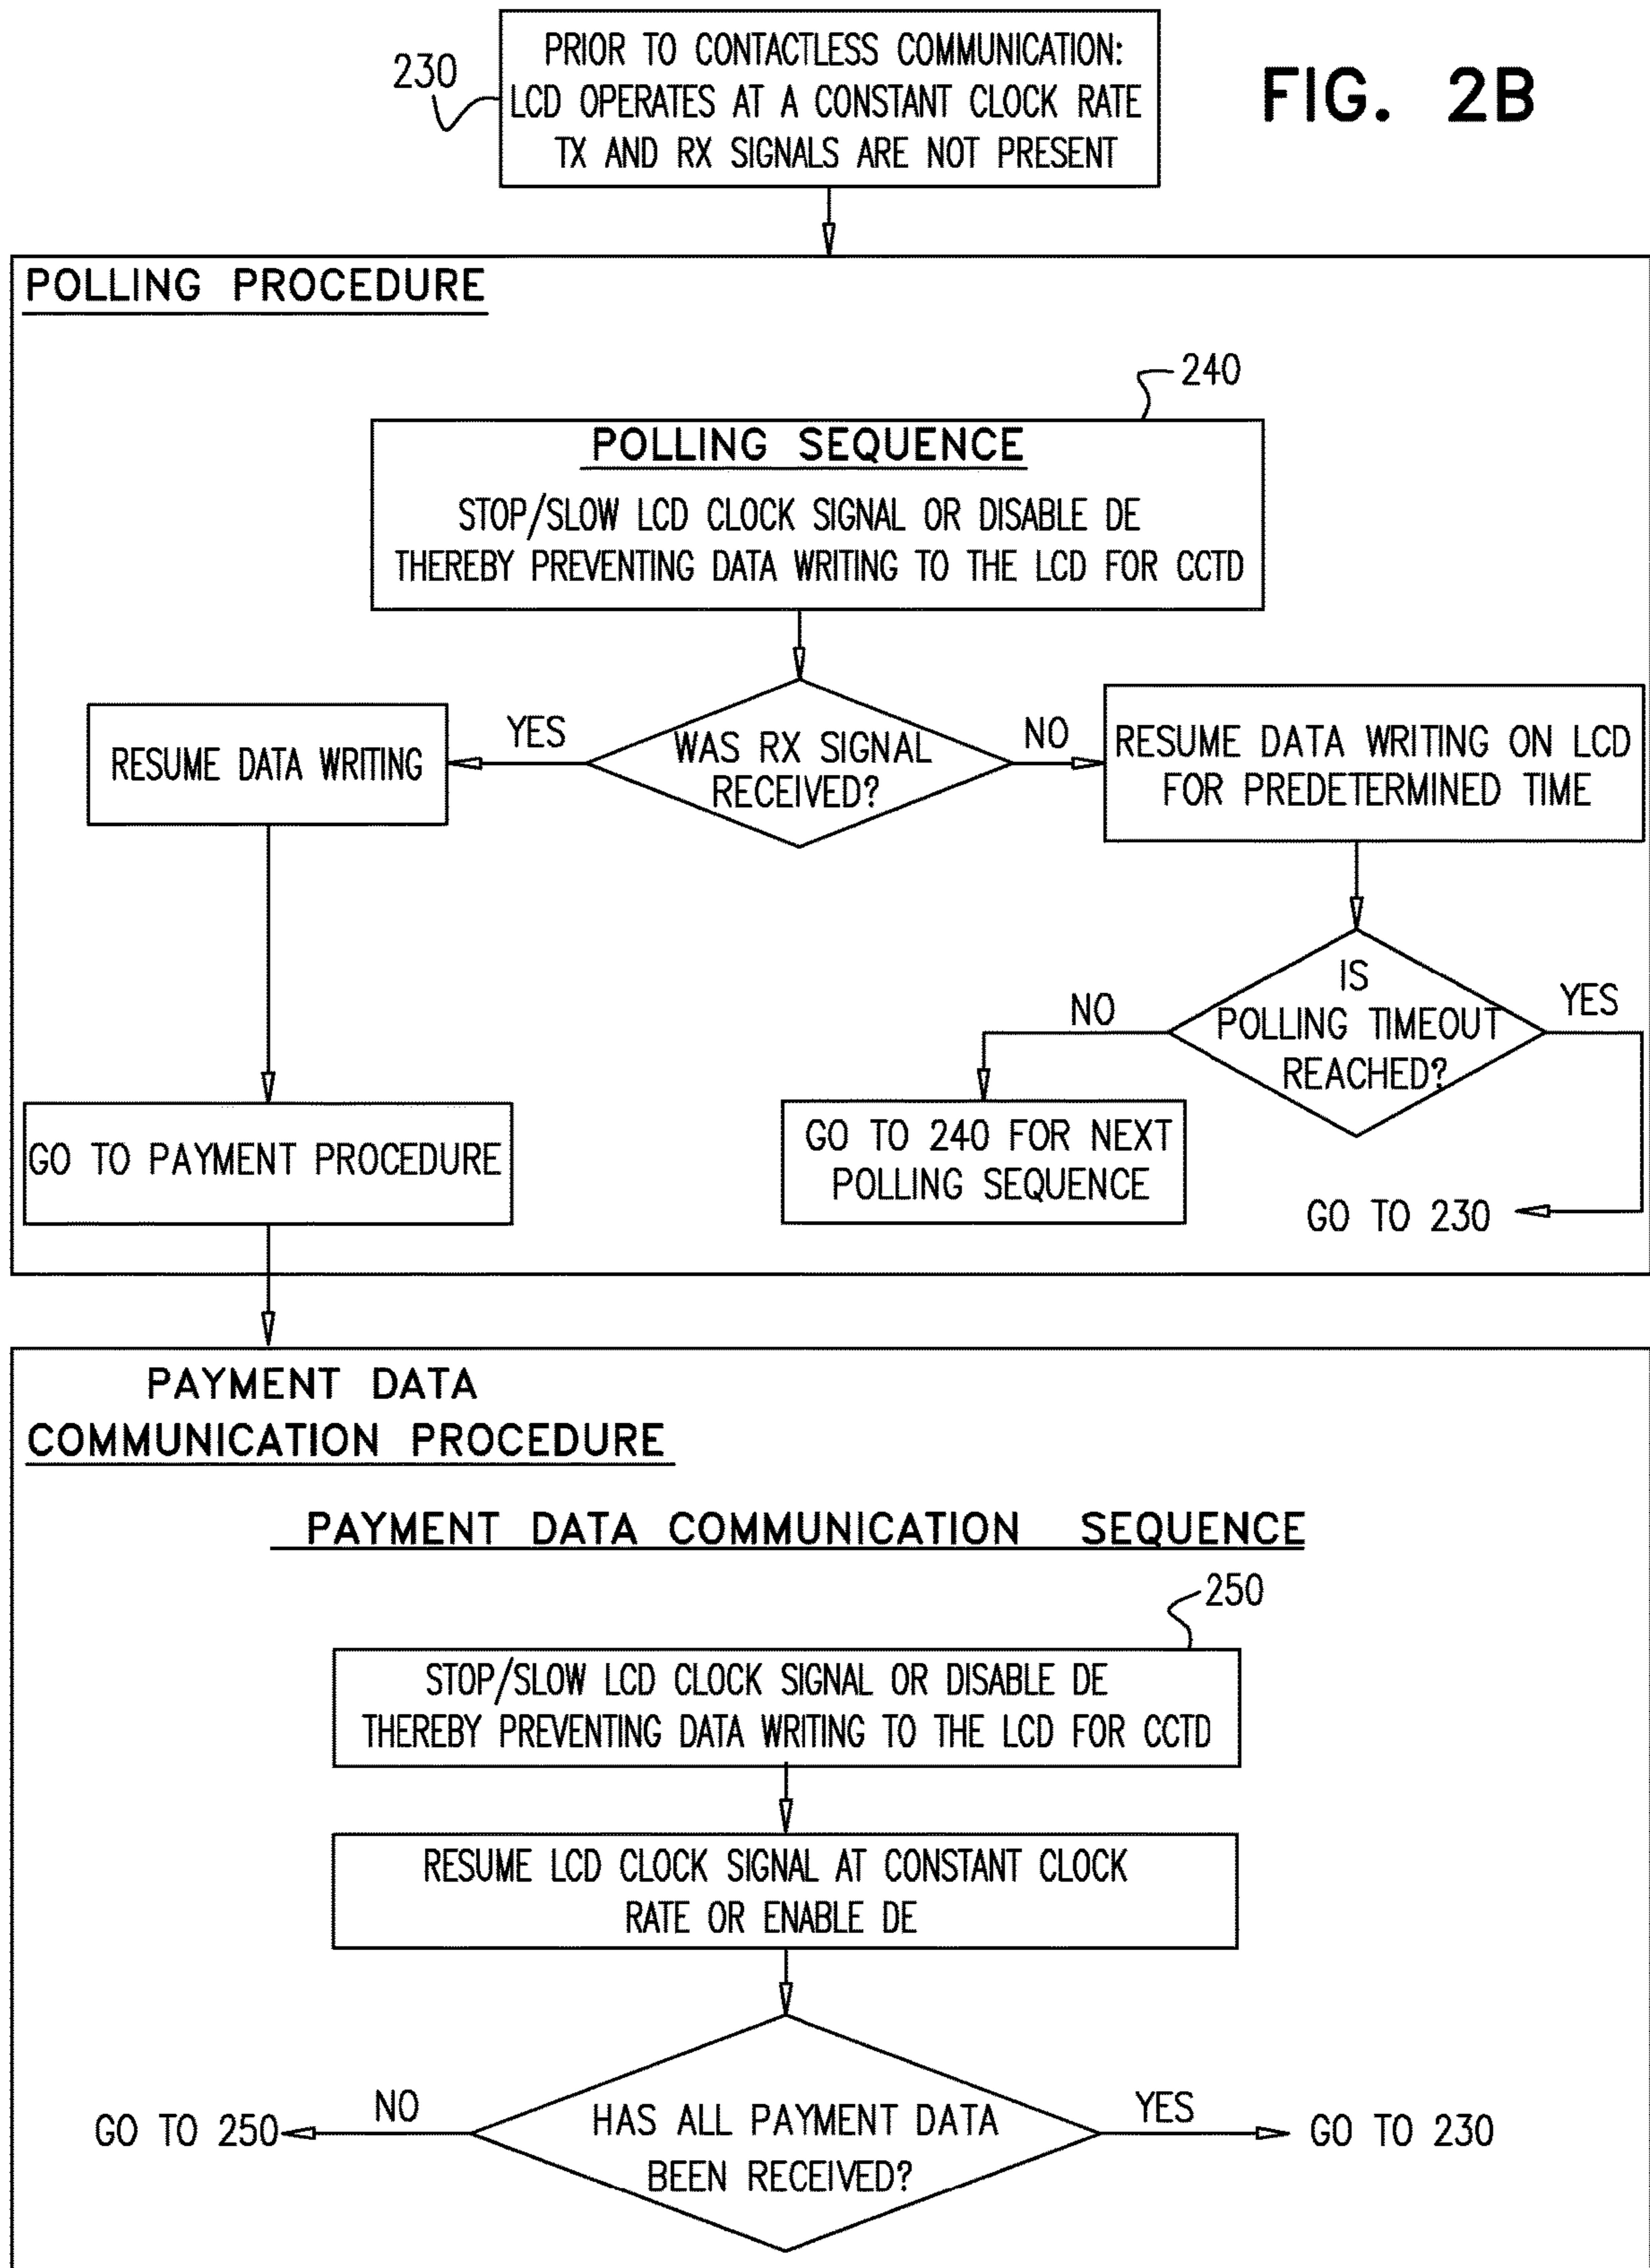 FIG. 2B
230
PRIOR TO CONTACTLESS COMMUNICATION:
LCD OPERATES AT A CONSTANT CLOCK RATE
TX AND RX SIGNALS ARE NOT PRESENT
POLLING PROCEDURE
240
POLLING SEQUENCE
STOP/SLOW LCD CLOCK SIGNAL OR DISABLE DE
THEREBY PREVENTING DATA WRITING TO THE LCD FOR CCTD
WAS RX SIGNAL
RECEIVED?
YES
RESUME DATA WRITING
GO TO PAYMENT PROCEDURE
NO
RESUME DATA WRITING ON LCD
FOR PREDETERMINED TIME
IS
POLLING TIMEOUT
REACHED?
NO
GO TO 240 FOR NEXT
POLLING SEQUENCE
YES
GO TO 230
PAYMENT DATA
COMMUNICATION PROCEDURE
PAYMENT DATA COMMUNICATION SEQUENCE
250
STOP/SLOW LCD CLOCK SIGNAL OR DISABLE DE
THEREBY PREVENTING DATA WRITING TO THE LCD FOR CCTD
RESUME LCD CLOCK SIGNAL AT CONSTANT CLOCK
RATE OR ENABLE DE
HAS ALL PAYMENT DATA
BEEN RECEIVED?
NO
GO TO 250
YES
GO TO 230